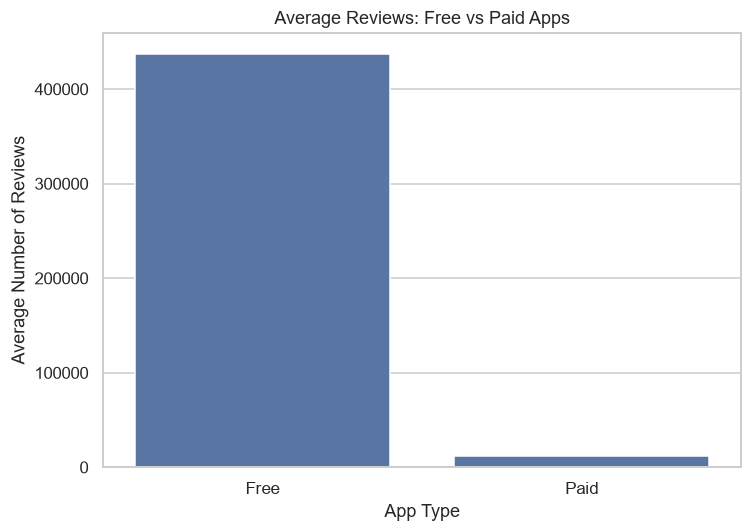 Average Reviews: Free vs Paid Apps
Average Number of Reviews
400000
300000
200000
100000
0
Free
Paid
App Type